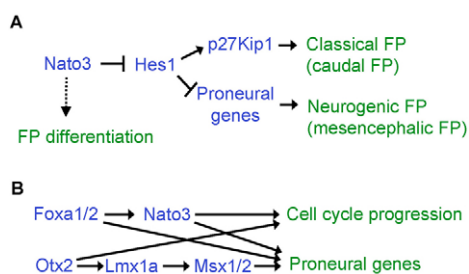 A
p27Kip1
Classical FP
(caudal FP)
Nato3
Hes1
Proneural
genes
Neurogenic FP
(mesencephalic FP)
FP differentiation
B
Foxa1/2
Nato3
Cell cycle progression
Otx2
Lmx1a
Msx1/2
Proneural genes